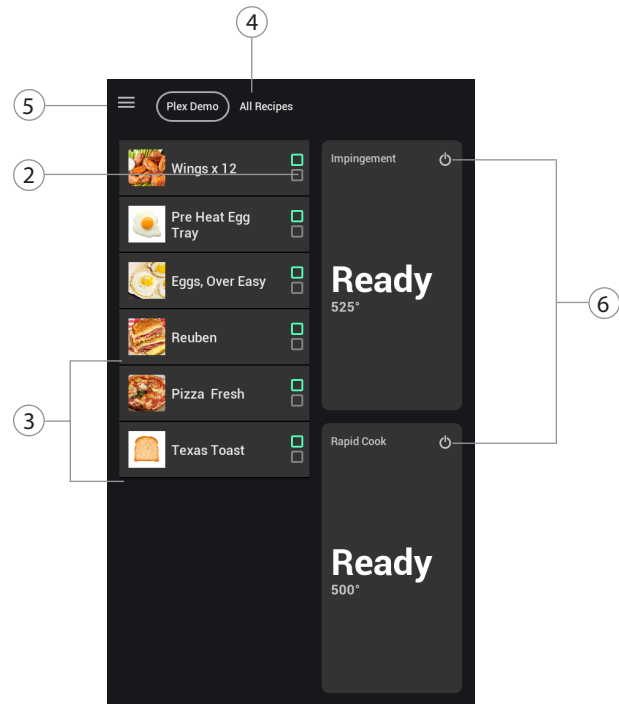 4
5
Plex Demo
All Recipes
2
Wings x 12
Impingement
Pre Heat Egg
Tray
Eggs, Over Easy
Ready
525°
6
Reuben
3
Pizza Fresh
Texas Toast
Rapid Cook
Ready
500°